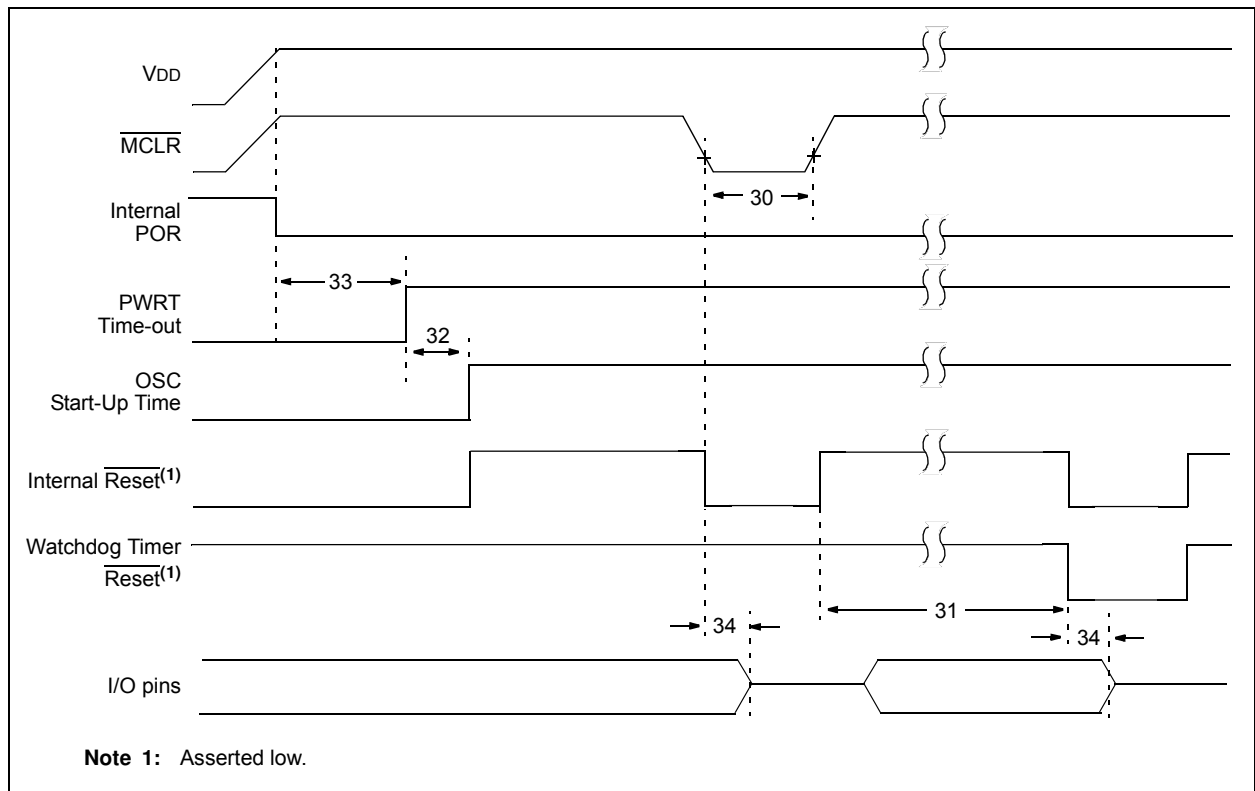 VDD
MCLR
30
Internal
POR
33
PWRT
Time-out
32
OSC
Start-Up Time
Internal Reset(1)
Watchdog Timer
Reset(1)
31
34
34
I/O pins
Note 1: Asserted low.